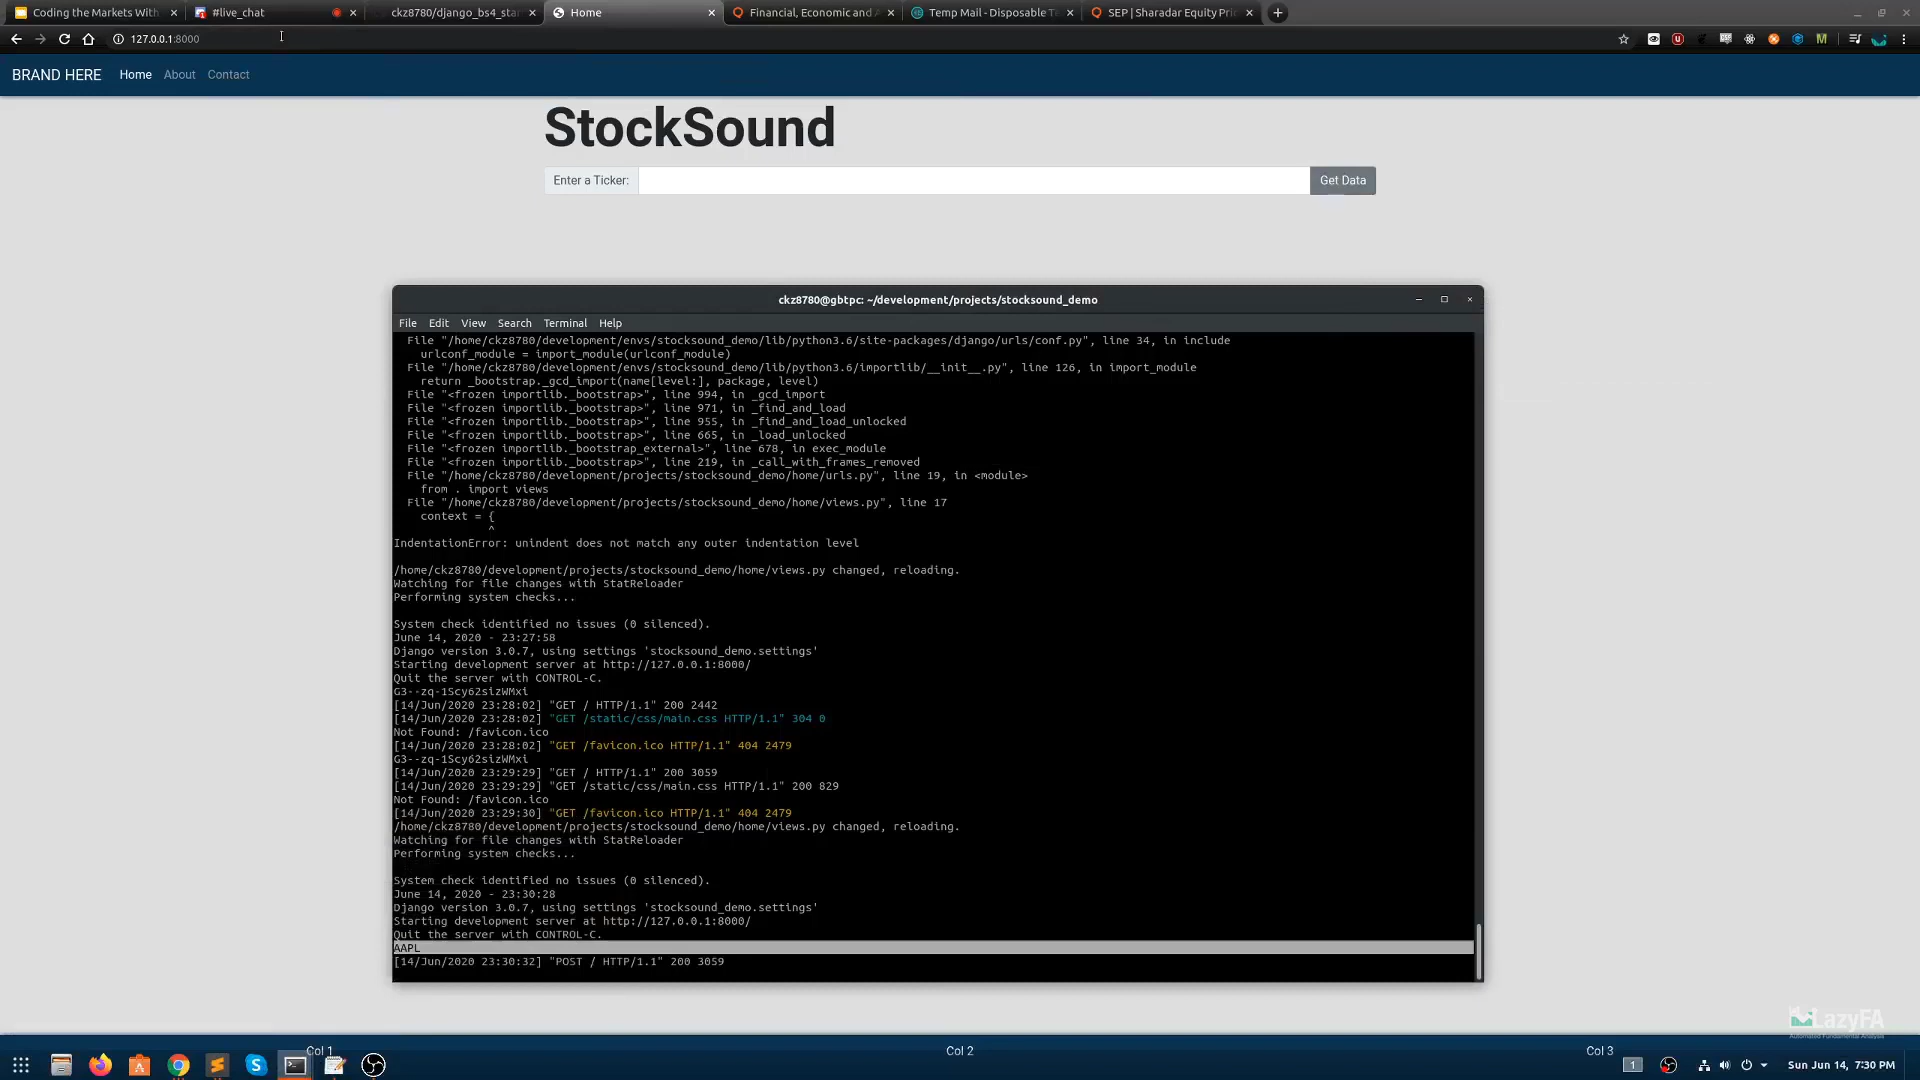 Coding the Markets With
#live_chat
ckz8780/django_bs4_sta
Home
Financial, Economic and A
Temp Mail - Disposable Te
SEP | Sharadar Equity Pri
127.0.0.1:8000
BRAND HERE Home About Contact
StockSound
Enter a Ticker: Get Data
ckz8780@gbtpc: ~/development/projects/stocksound_demo
File Edit View Search Terminal Help
File "/home/ckz8780/development/envs/stocksound_demo/lib/python3.6/site-packages/django/urls/conf.py", line 34, in include
urlconf_module = import_module(urlconf_module)
File "/home/ckz8780/development/envs/stocksound_demo/lib/python3.6/importlib/__init__.py", line 126, in import_module
return _bootstrap._gcd_import(name[level:], package, level)
File "<frozen importlib._bootstrap>", line 994, in _gcd_import
File "<frozen importlib._bootstrap>", line 971, in _find_and_load
File "<frozen importlib._bootstrap>", line 955, in _find_and_load_unlocked
File "<frozen importlib._bootstrap>", line 665, in _load_unlocked
File "<frozen importlib._bootstrap_external>", line 678, in exec_module
File "<frozen importlib._bootstrap>", line 219, in _call_with_frames_removed
File "/home/ckz8780/development/projects/stocksound_demo/home/urls.py", line 19, in <module>
from . import views
File "/home/ckz8780/development/projects/stocksound_demo/home/views.py", line 17
context = {
^
IndentationError: unindent does not match any outer indentation level
/home/ckz8780/development/projects/stocksound_demo/home/views.py changed, reloading.
Watching for file changes with StatReloader
Performing system checks...
System check identified no issues (0 silenced).
June 14, 2020 - 23:27:58
Django version 3.0.7, using settings 'stocksound_demo.settings'
Starting development server at http://127.0.0.1:8000/
Quit the server with CONTROL-C.
G3--zq-1Scy62sizWMxi
[14/Jun/2020 23:28:02] "GET / HTTP/1.1" 200 2442
[14/Jun/2020 23:28:02] "GET /static/css/main.css HTTP/1.1" 304 0
Not Found: /favicon.ico
[14/Jun/2020 23:28:02] "GET /favicon.ico HTTP/1.1" 404 2479
G3--zq-1Scy62sizWMxi
[14/Jun/2020 23:29:29] "GET / HTTP/1.1" 200 3059
[14/Jun/2020 23:29:29] "GET /static/css/main.css HTTP/1.1" 200 829
Not Found: /favicon.ico
[14/Jun/2020 23:29:30] "GET /favicon.ico HTTP/1.1" 404 2479
/home/ckz8780/development/projects/stocksound_demo/home/views.py changed, reloading.
Watching for file changes with StatReloader
Performing system checks...
System check identified no issues (0 silenced).
June 14, 2020 - 23:30:28
Django version 3.0.7, using settings 'stocksound_demo.settings'
Starting development server at http://127.0.0.1:8000/
Quit the server with CONTROL-C.
AAPL
[14/Jun/2020 23:30:32] "POST / HTTP/1.1" 200 3059
LazyFA
Automated Fundamental Analysis
Col 1 Col 2 Col 3
1
Sun Jun 14, 7:30 PM